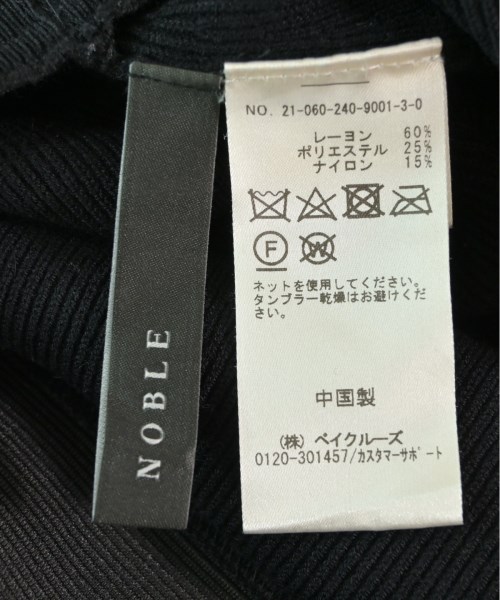 NOBLE
NO. 21-060-240-9001-3-0
レーヨン 60%
ポリエステル 25%
ナイロン 15%
F
W
ネットを使用してください。
タンブラー乾燥はお避けくだ
さい。
中国製
(株) ベイクルーズ
0120-301457/カスタマーサポート